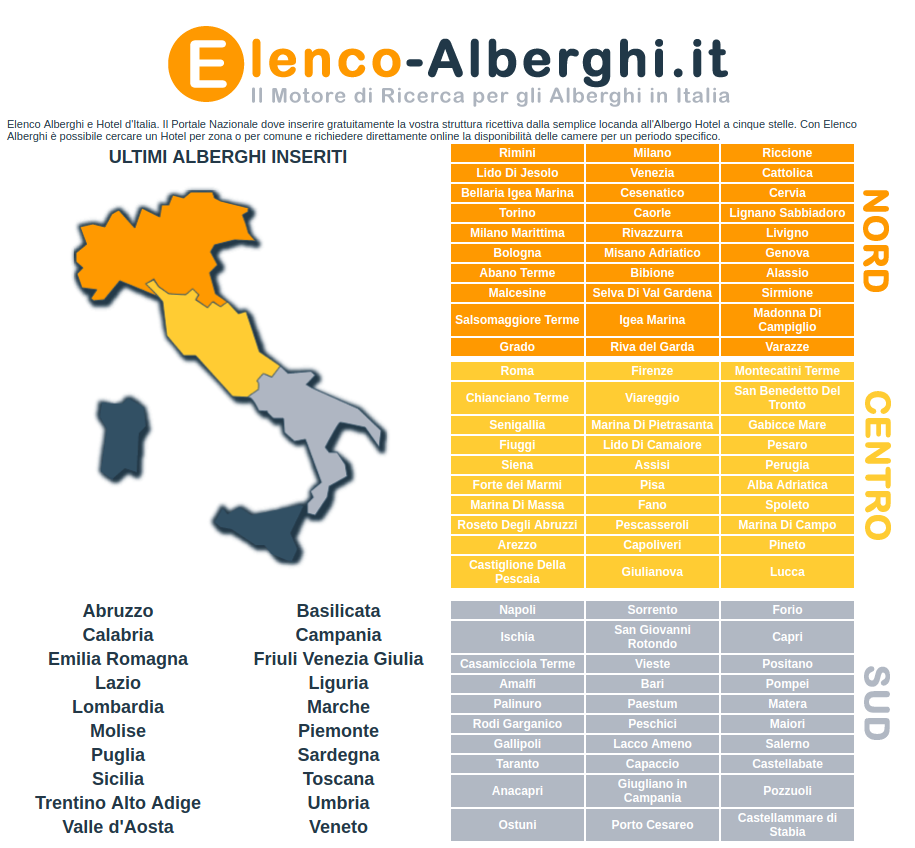 Elenco-Alberghi.it
Il Motore di Ricerca per gli Alberghi in Italia
Elenco Alberghi e Hotel d'Italia. Il Portale Nazionale dove inserire gratuitamente la vostra struttura ricettiva dalla semplice locanda all'Albergo Hotel a cinque stelle. Con Elenco
Alberghi è possibile cercare un Hotel per zona o per comune e richiedere direttamente online la disponibilità delle camere per un periodo specifico.
ULTIMI ALBERGHI INSERITI
Rimini Milano Riccione
Lido Di Jesolo Venezia Cattolica
Bellaria Igea Marina Cesenatico Cervia
Torino Caorle Lignano Sabbiadoro
Milano Marittima Rivazzurra Livigno
Bologna Misano Adriatico Genova
Abano Terme Bibione Alassio
Malcesine Selva Di Val Gardena Sirmione
Salsomaggiore Terme Igea Marina Madonna Di
Campiglio
Grado Riva del Garda Varazze
NORD
Roma Firenze Montecatini Terme
Chianciano Terme Viareggio San Benedetto Del
Tronto
Senigallia Marina Di Pietrasanta Gabicce Mare
Fiuggi Lido Di Camaiore Pesaro
Siena Assisi Perugia
Forte dei Marmi Pisa Alba Adriatica
Marina Di Massa Fano Spoleto
Roseto Degli Abruzzi Pescasseroli Marina Di Campo
Arezzo Capoliveri Pineto
Castiglione Della
Pescaia Giulianova Lucca
CENTRO
Abruzzo Basilicata
Calabria Campania
Emilia Romagna Friuli Venezia Giulia
Lazio Liguria
Lombardia Marche
Molise Piemonte
Puglia Sardegna
Sicilia Toscana
Trentino Alto Adige Umbria
Valle d'Aosta Veneto
Napoli Sorrento Forio
Ischia San Giovanni
Rotondo Capri
Casamicciola Terme Vieste Positano
Amalfi Bari Pompei
Palinuro Paestum Matera
Rodi Garganico Peschici Maiori
Gallipoli Lacco Ameno Salerno
Taranto Capaccio Castellabate
Anacapri Giugliano in
Campania Pozzuoli
Ostuni Porto Cesareo Castellammare di
Stabia
SUD